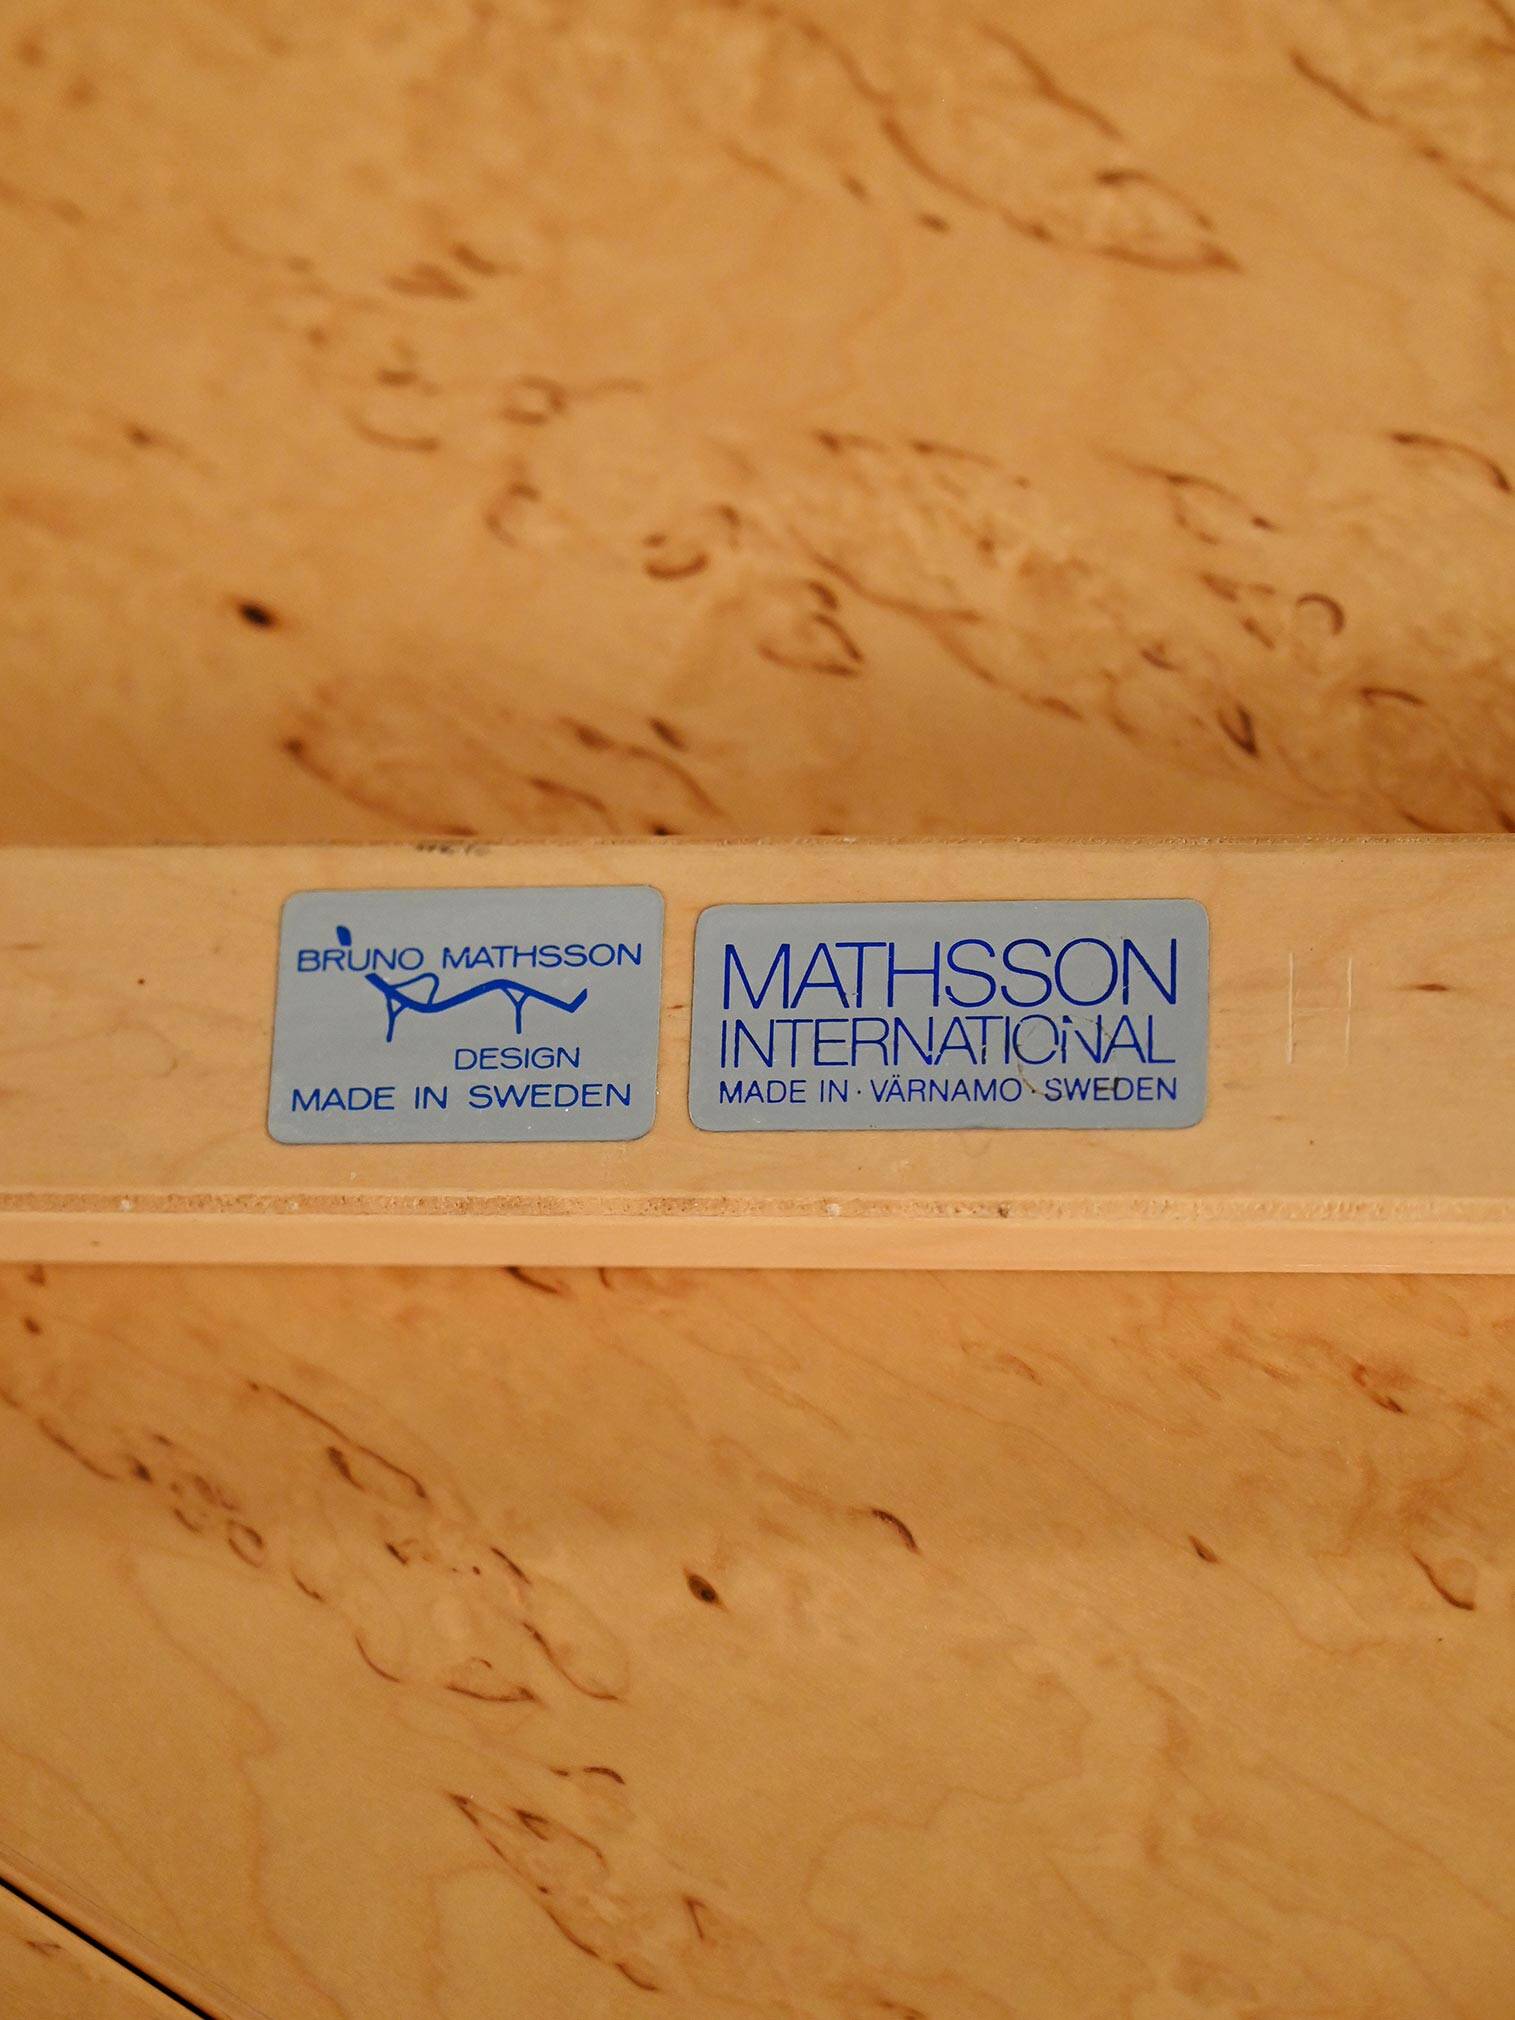 BRUNO MATHSSON
DESIGN
MADE IN SWEDEN
MATHSSON
INTERNATIONAL
MADE IN · VÄRNAMO · SWEDEN